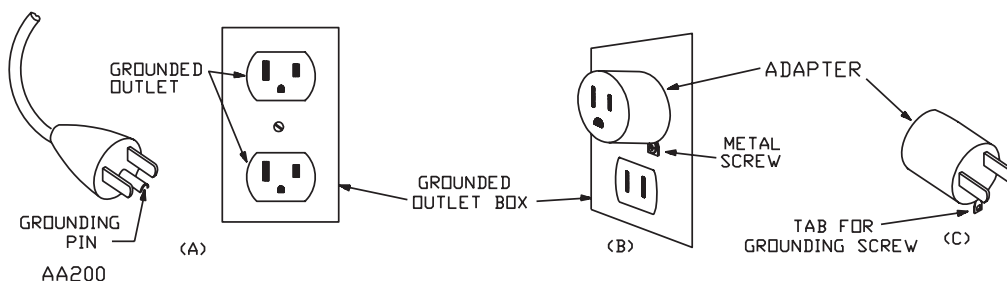 GROUNDED
OUTLET
GROUNDING
PIN
(A)
AA200
GROUNDED
OUTLET BOX
ADAPTER
METAL
SCREW
(B)
TAB FOR
GROUNDING SCREW
(C)